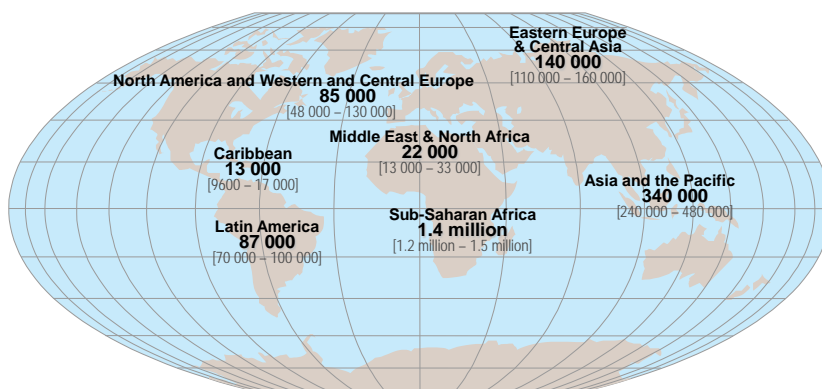 Eastern Europe
& Central Asia
140 000
[110 000 – 160 000]
North America and Western and Central Europe
85 000
[48 000 – 130 000]
Middle East & North Africa
22 000
[13 000 – 33 000]
Caribbean
13 000
[9600 – 17 000]
Asia and the Pacific
340 000
[240 000 – 480 000]
Sub-Saharan Africa
1.4 million
[1.2 million – 1.5 million]
Latin America
87 000
[70 000 – 100 000]